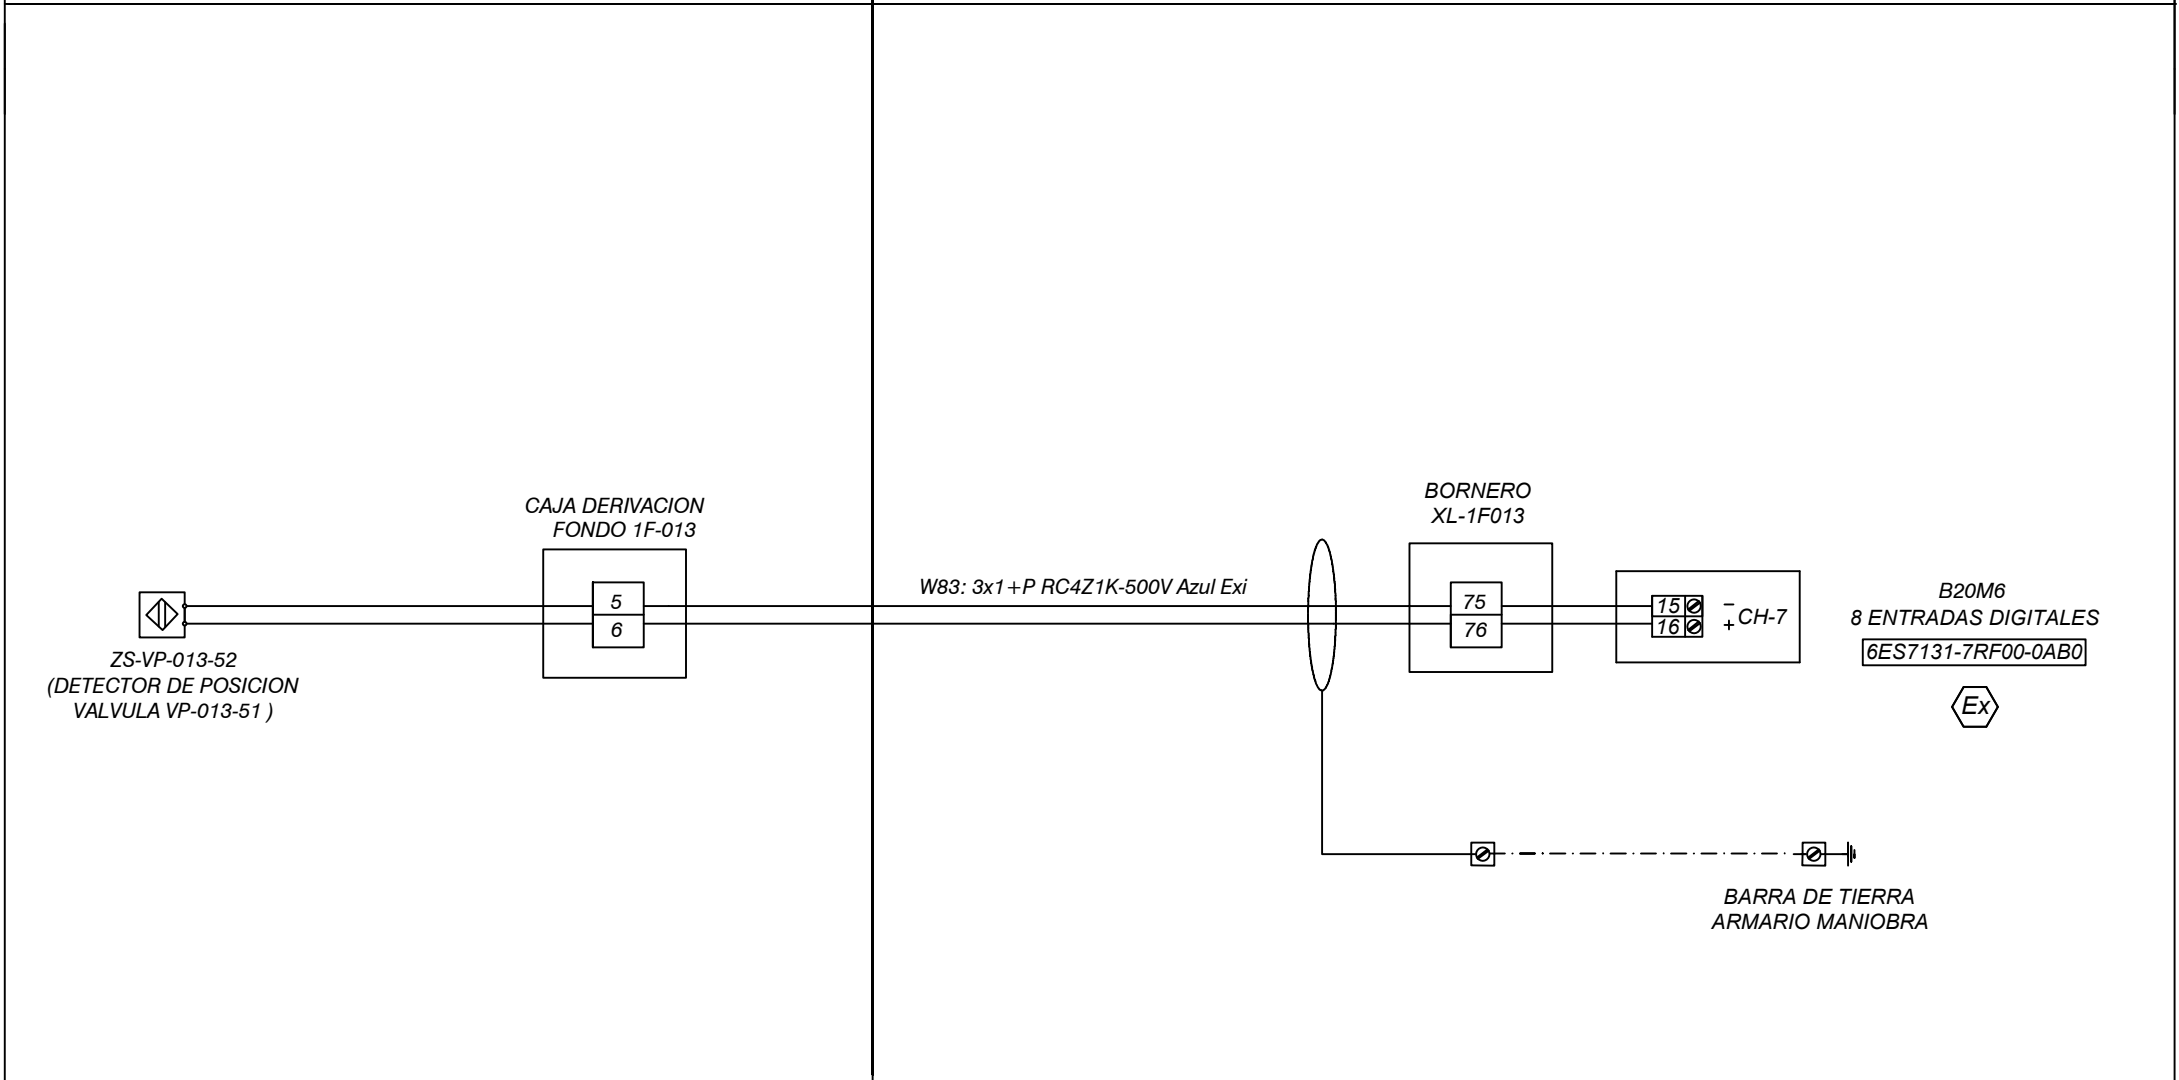 CAJA DERIVACION
FONDO 1F-013
5
6
ZS-VP-013-52
(DETECTOR DE POSICION
VALVULA VP-013-51 )
W83: 3x1+P RC4Z1K-500V Azul Exi
BORNERO
XL-1F013
75
76
15 −
16 + CH-7
B20M6
8 ENTRADAS DIGITALES
6ES7131-7RF00-0AB0
Ex
BARRA DE TIERRA
ARMARIO MANIOBRA